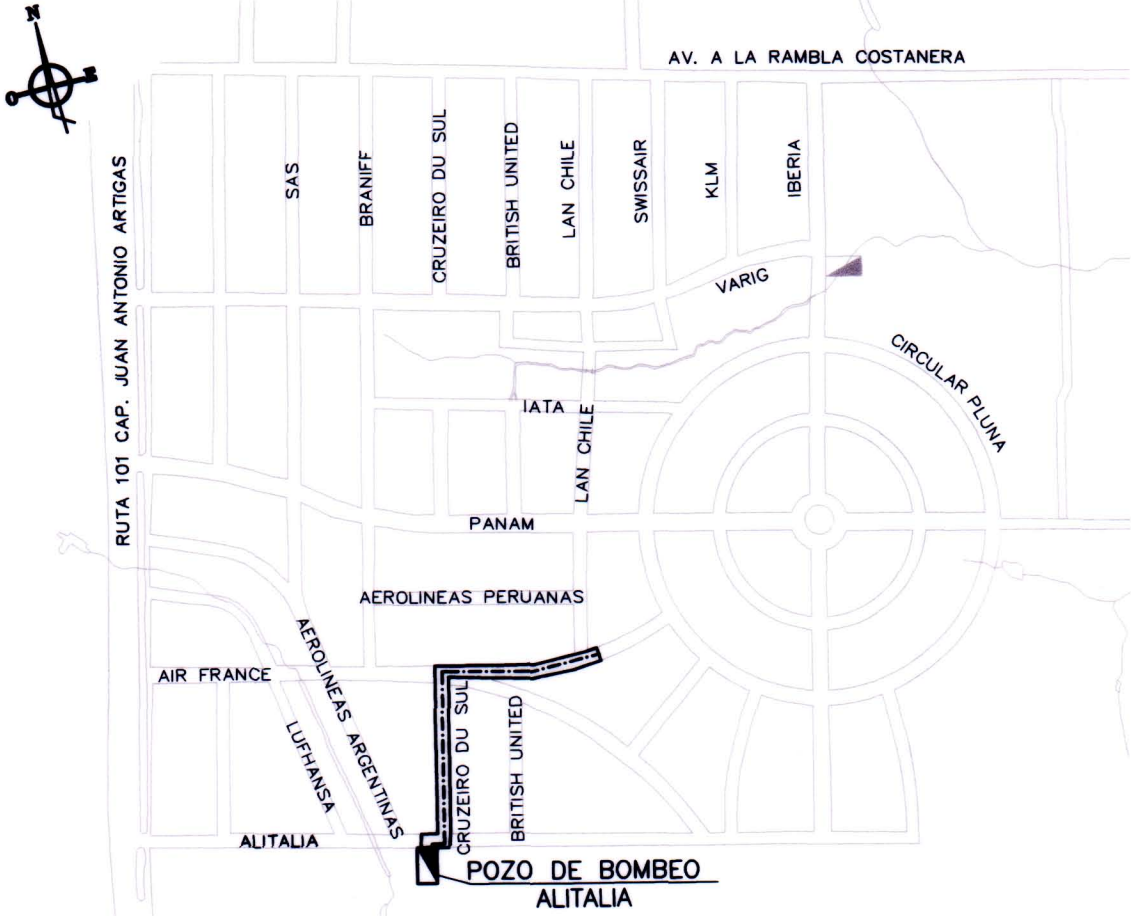 N
O
AV. A LA RAMBLA COSTANERA
RUTA 101 CAP. JUAN ANTONIO ARTIGAS
SAS
BRANIFF
CRUZEIRO DU SUL
BRITISH UNITED
LAN CHILE
SWISSAIR
KLM
IBERIA
VARIG
CIRCULAR PLUNA
IATA
LAN CHILE
PANAM
AEROLINEAS PERUANAS
AIR FRANCE
AEROLINEAS ARGENTINAS
LUFHANSA
CRUZEIRO DU SUL
BRITISH UNITED
ALITALIA
POZO DE BOMBEO
ALITALIA